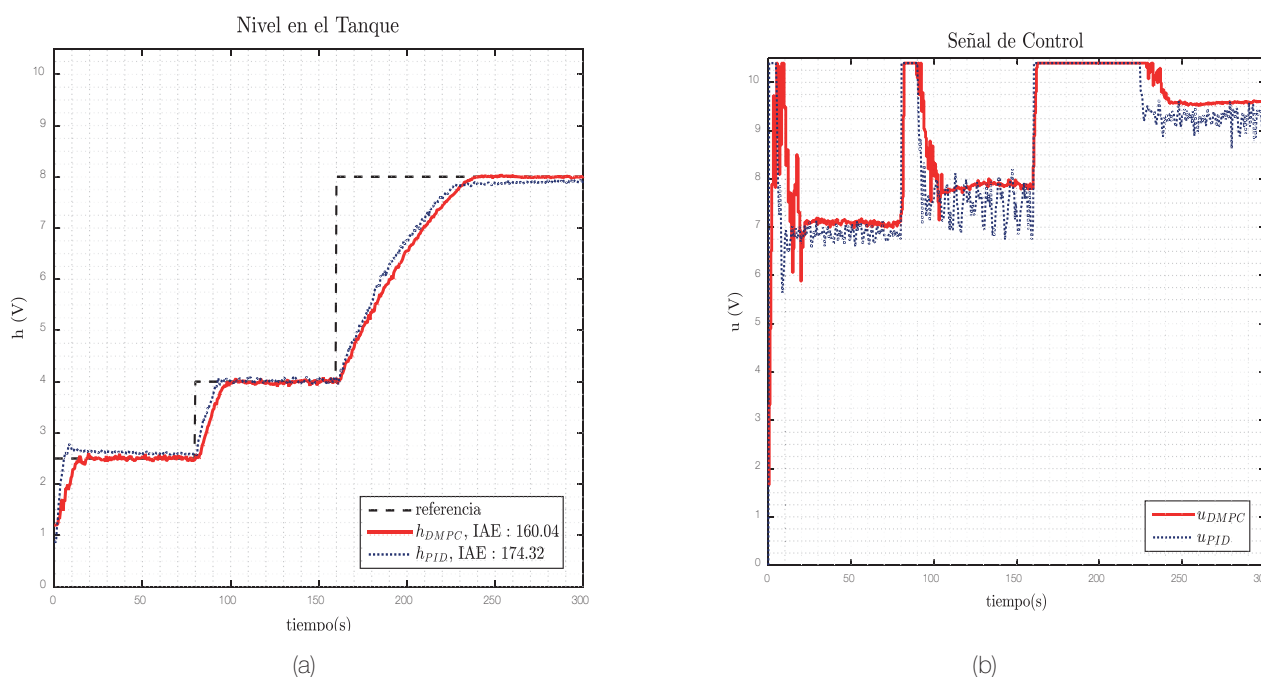 Nivel en el Tanque
10
9
8
7
6
5
4
3
2
1
0
h (V)
0
50
100
150
200
250
300
tiempo(s)
referencia
h_DMPC, IAE : 160.04
h_PID, IAE : 174.32
(a)
Señal de Control
10
9
8
7
6
5
4
3
2
1
0
u (V)
0
50
100
150
200
250
300
tiempo(s)
u_DMPC
u_PID
(b)